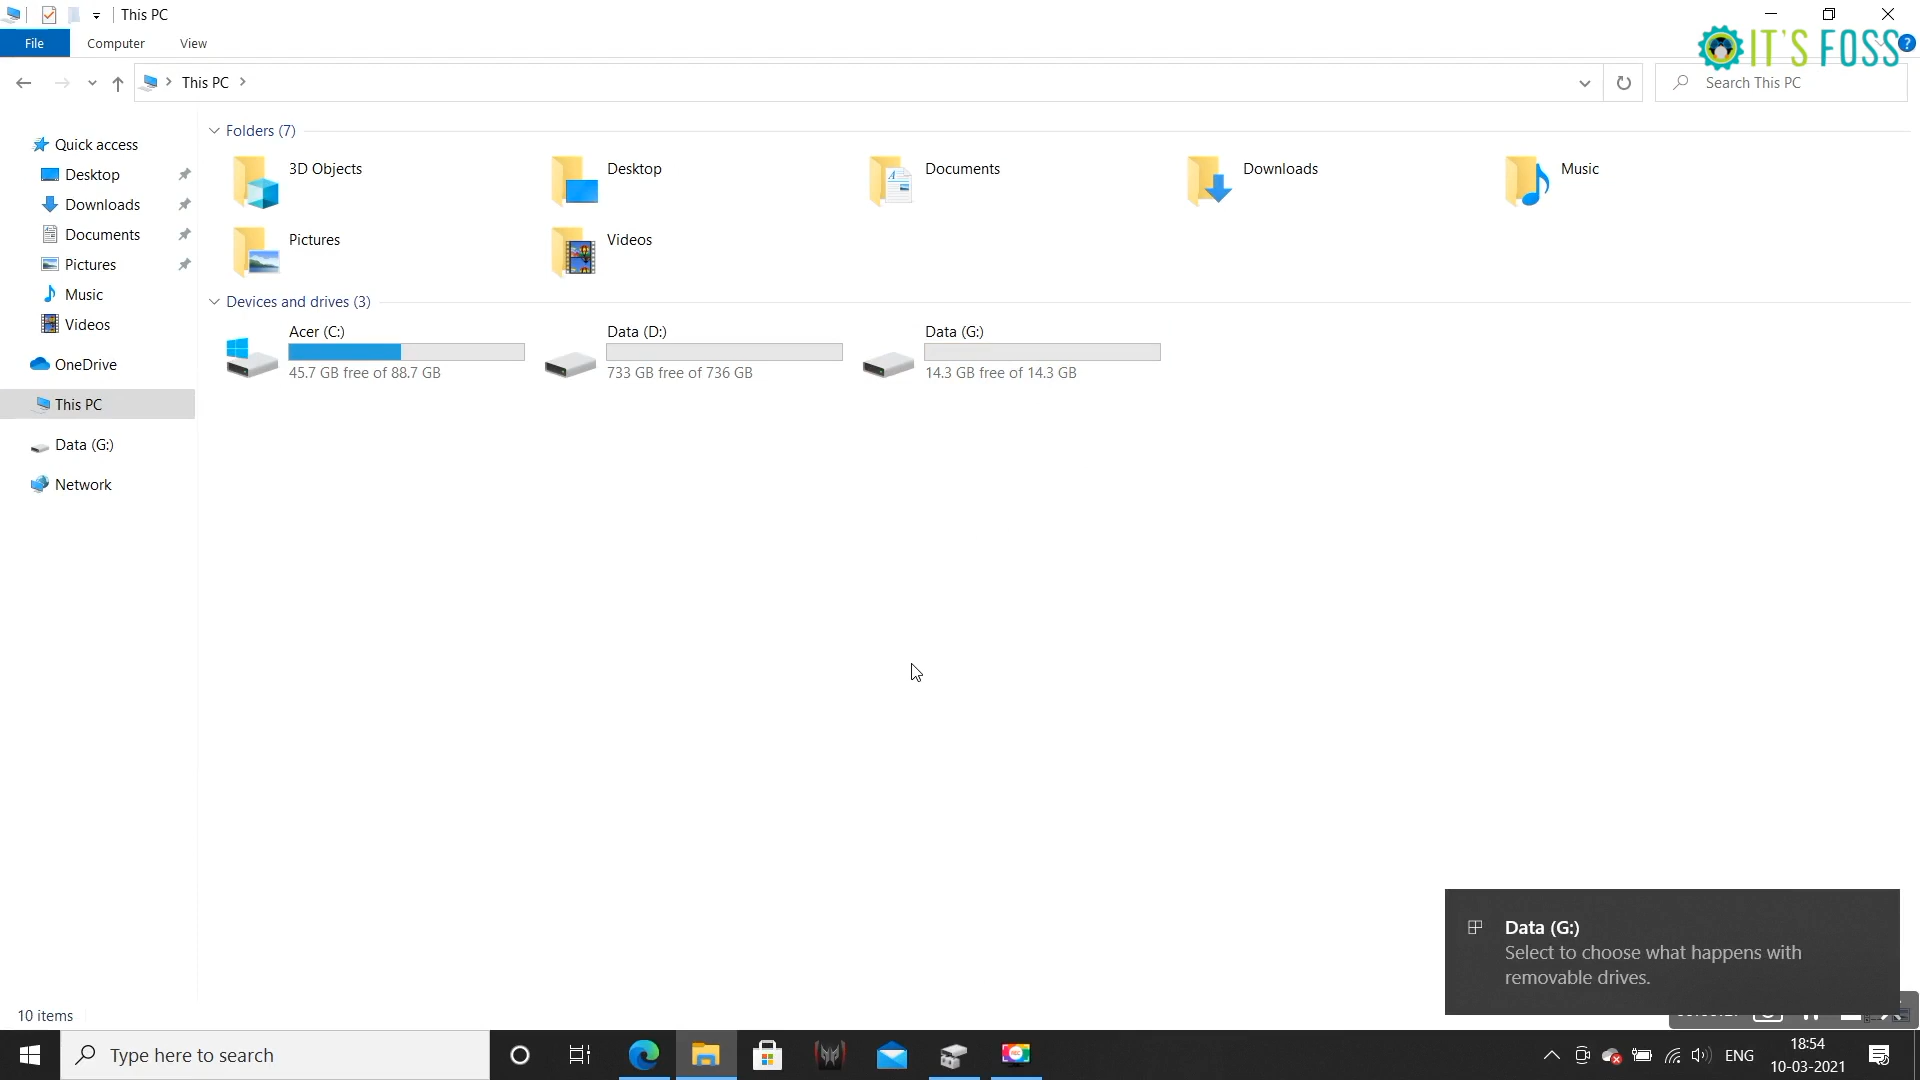 This PC
File Computer View
IT'S FOSS
This PC
Search This PC
Quick access
Desktop
Downloads
Documents
Pictures
Music
Videos
OneDrive
This PC
Data (G:)
Network
Folders (7)
3D Objects
Desktop
Documents
Downloads
Music
Pictures
Videos
Devices and drives (3)
Acer (C:)
45.7 GB free of 88.7 GB
Data (D:)
733 GB free of 736 GB
Data (G:)
14.3 GB free of 14.3 GB
Data (G:)
Select to choose what happens with
removable drives.
10 items
Type here to search
ENG
18:54
10-03-2021